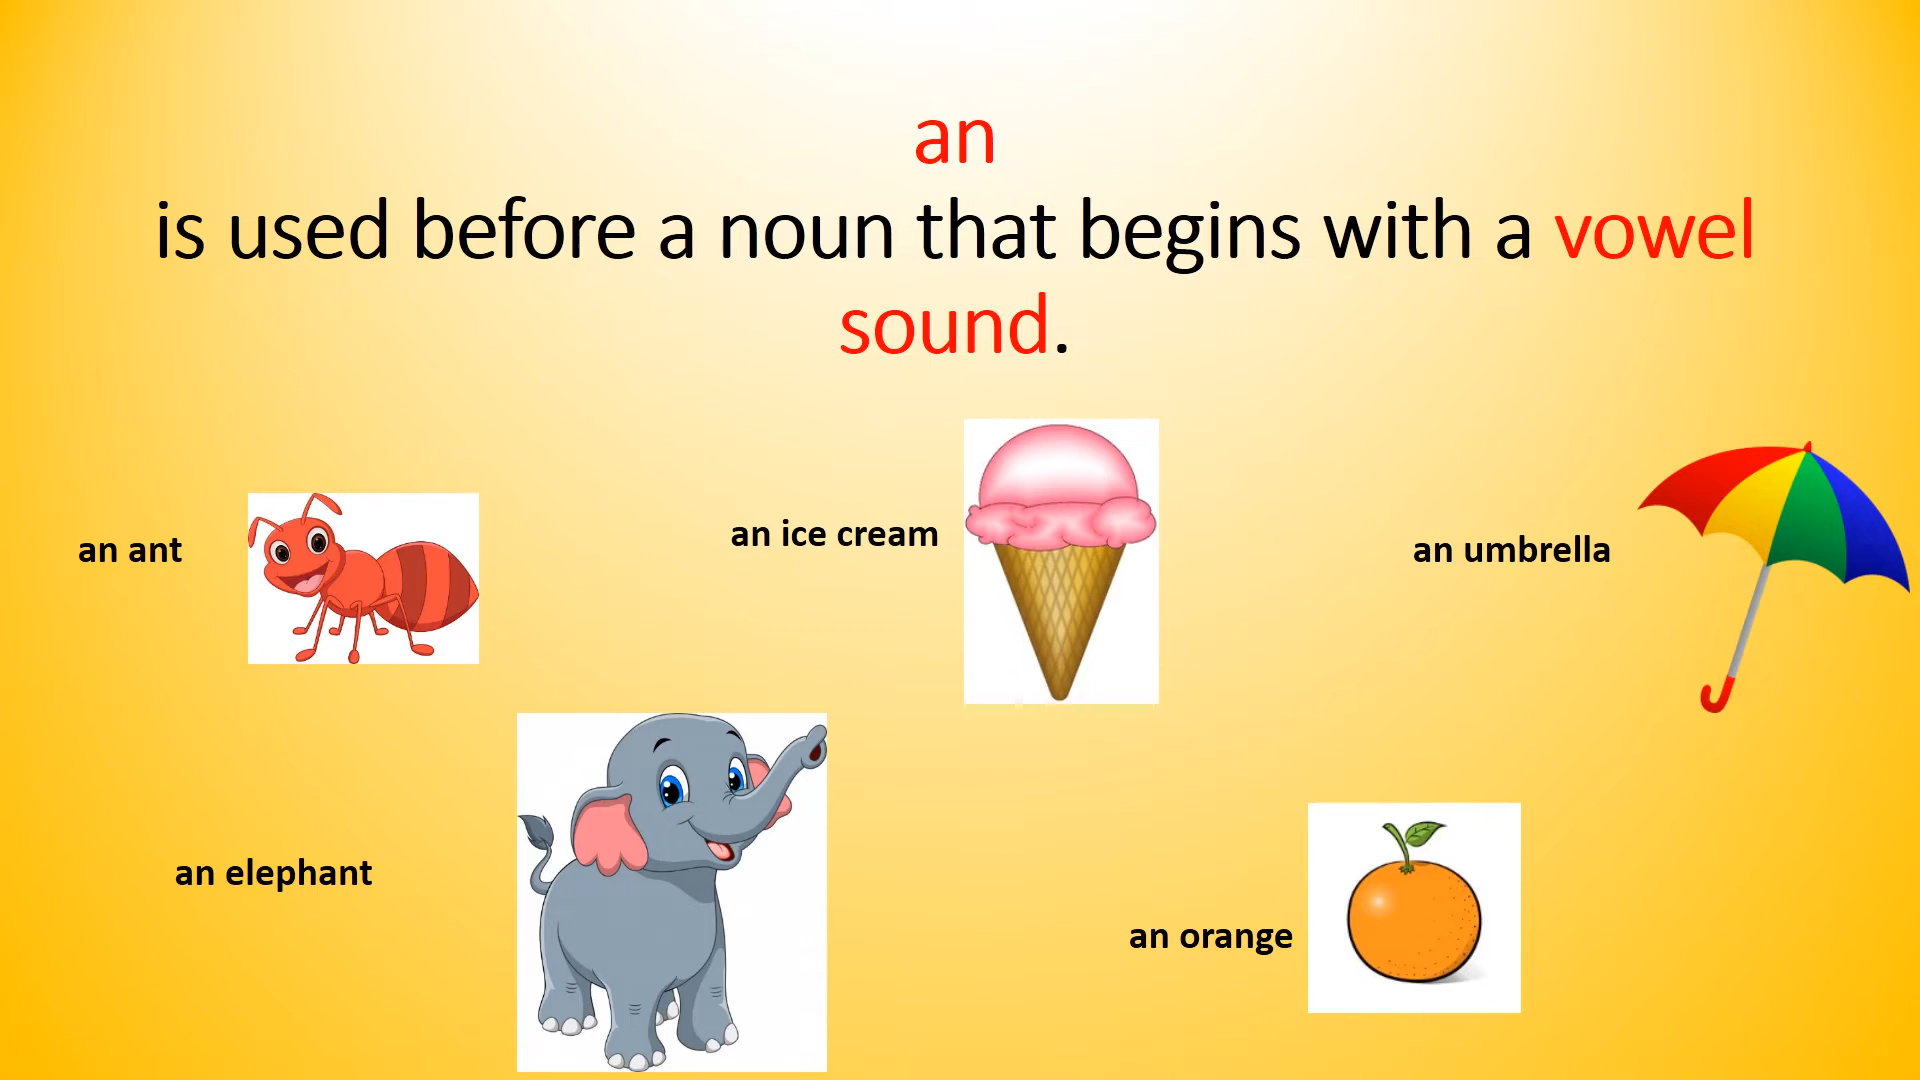 an
is used before a noun that begins with a vowel
sound.
an ant
an ice cream
an umbrella
an elephant
an orange